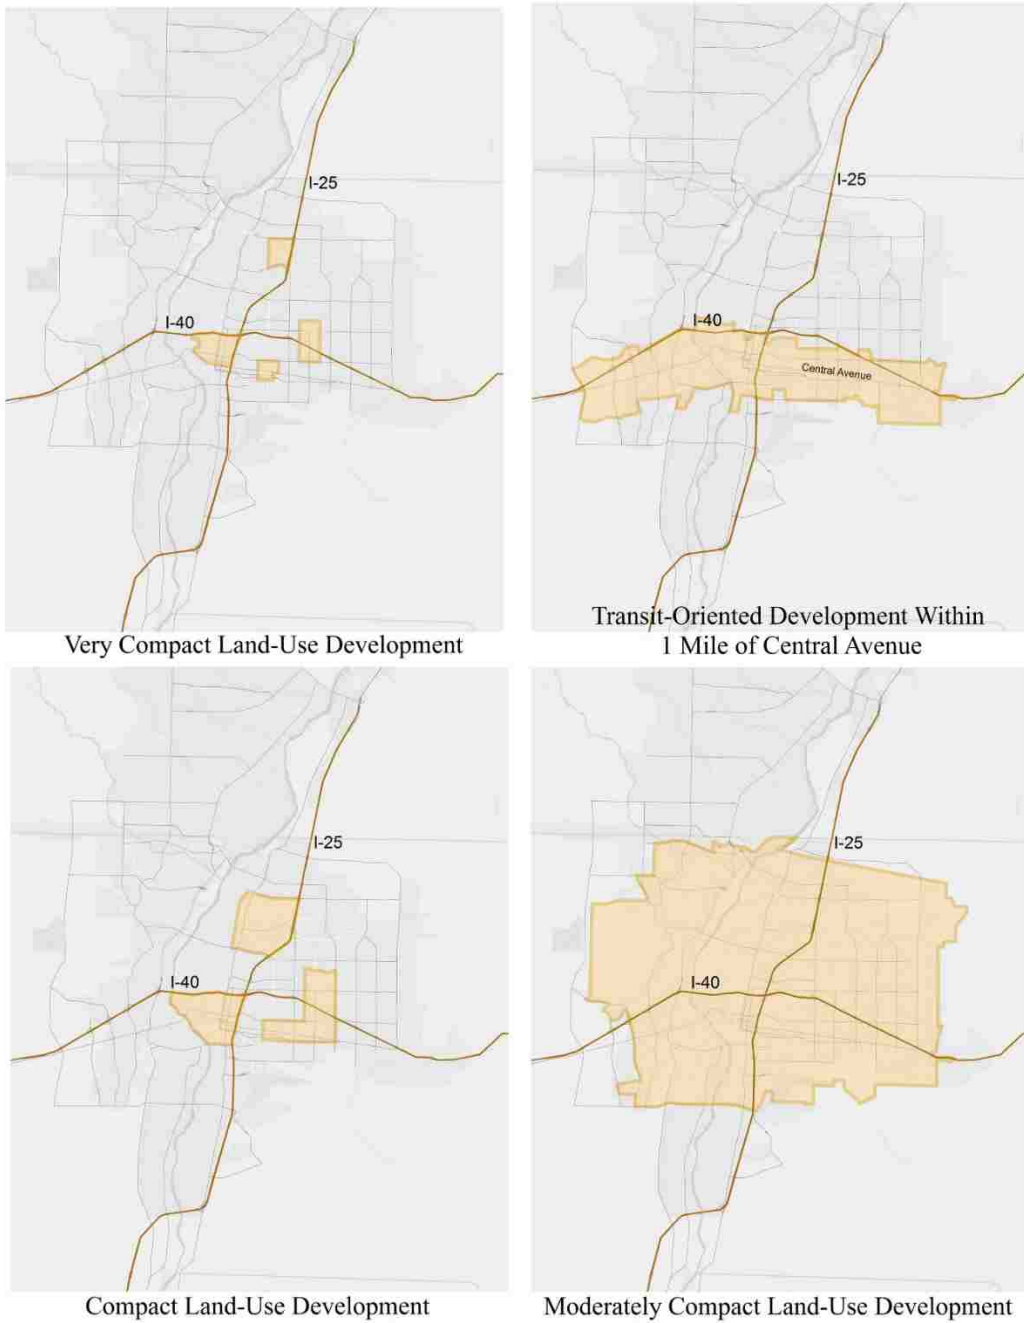 I-25
I-40
Very Compact Land-Use Development
I-25
I-40
Central Avenue
Transit-Oriented Development Within
1 Mile of Central Avenue
I-25
I-40
Compact Land-Use Development
I-25
I-40
Moderately Compact Land-Use Development